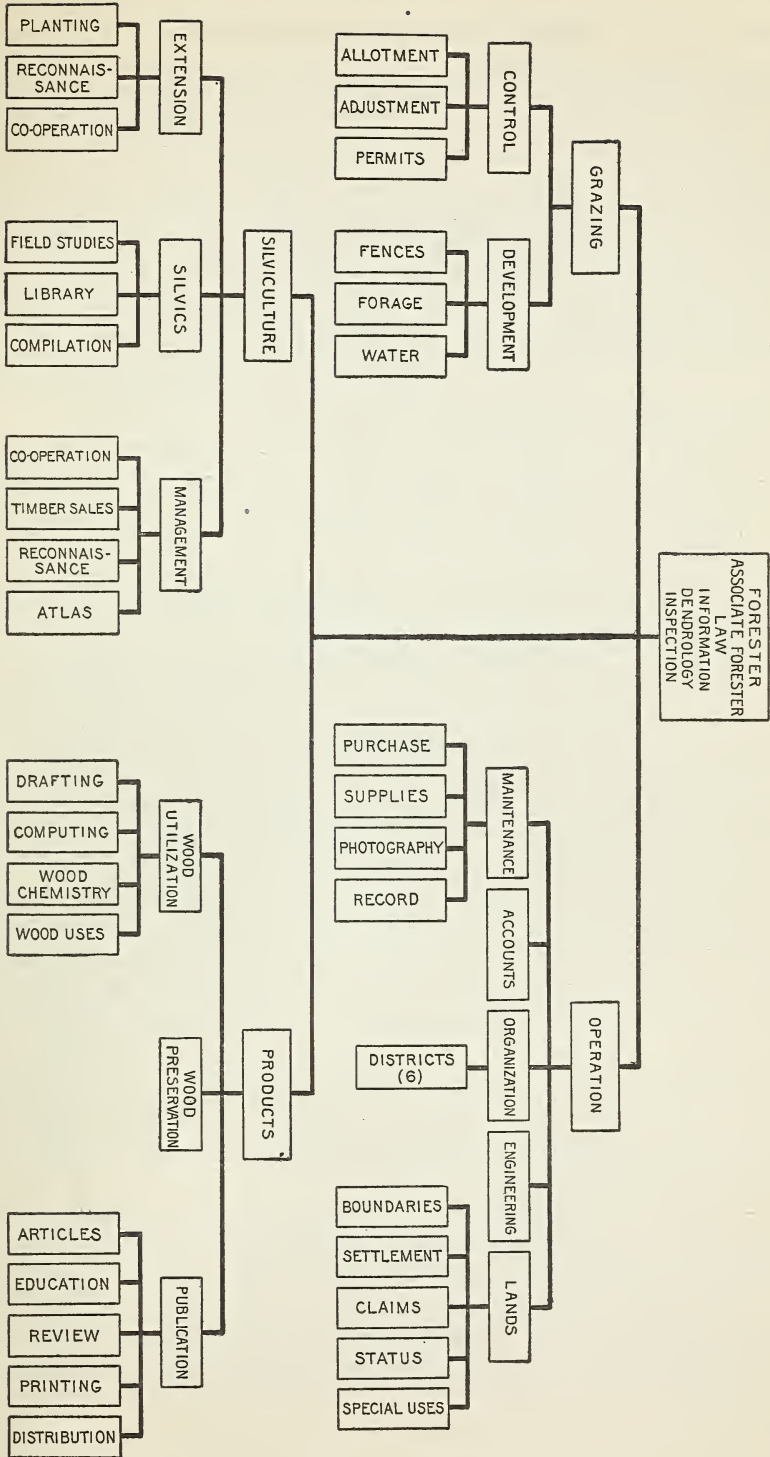 FORESTER
ASSOCIATE FORESTER
LAW
INFORMATION
DENDROLOGY
INSPECTION
GRAZING
CONTROL
ALLOTMENT
ADJUSTMENT
PERMITS
DEVELOPMENT
FENCES
FORAGE
WATER
OPERATION
MAINTENANCE
PURCHASE
SUPPLIES
PHOTOGRAPHY
RECORD
ACCOUNTS
ORGANIZATION
DISTRICTS
(6)
ENGINEERING
LANDS
BOUNDARIES
SETTLEMENT
CLAIMS
STATUS
SPECIAL USES
SILVICULTURE
EXTENSION
PLANTING
RECONNAIS-
SANCE
CO-OPERATION
SILVICS
FIELD STUDIES
LIBRARY
COMPILATION
MANAGEMENT
CO-OPERATION
TIMBER SALES
RECONNAIS-
SANCE
ATLAS
PRODUCTS
WOOD
UTILIZATION
DRAFTING
COMPUTING
WOOD
CHEMISTRY
WOOD USES
WOOD
PRESERVATION
PUBLICATION
ARTICLES
EDUCATION
REVIEW
PRINTING
DISTRIBUTION